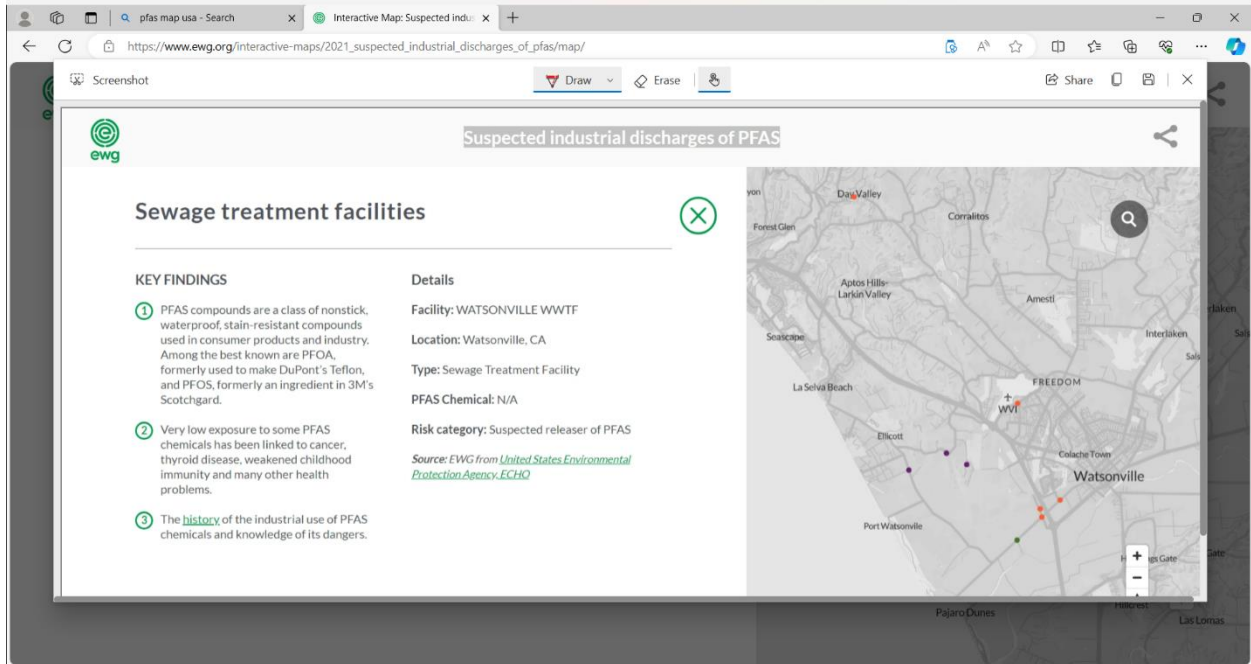 pfas map usa - Search
Interactive Map: Suspected indus
https://www.ewg.org/interactive-maps/2021_suspected_industrial_discharges_of_pfas/map/
Screenshot
Draw
Erase
Share
ewg
Suspected industrial discharges of PFAS
Sewage treatment facilities
KEY FINDINGS
1 PFAS compounds are a class of nonstick,
waterproof, stain-resistant compounds
used in consumer products and industry.
Among the best known are PFOA,
formerly used to make DuPont's Teflon,
and PFOS, formerly an ingredient in 3M's
Scotchgard.
2 Very low exposure to some PFAS
chemicals has been linked to cancer,
thyroid disease, weakened childhood
immunity and many other health
problems.
3 The history of the industrial use of PFAS
chemicals and knowledge of its dangers.
Details
Facility: WATSONVILLE WWTF
Location: Watsonville, CA
Type: Sewage Treatment Facility
PFAS Chemical: N/A
Risk category: Suspected releaser of PFAS
Source: EWG from United States Environmental
Protection Agency, ECHO
yon
Day Valley
Corralitos
Forest Glen
Aptos Hills-
Larkin Valley
Amesti
Interlaken
Seascape
La Selva Beach
FREEDOM
WVI
Ellicott
Colache Town
Watsonville
Port Watsonville
+
gs Gate
−
Pajaro Dunes
Hillcrest
Las Lomas